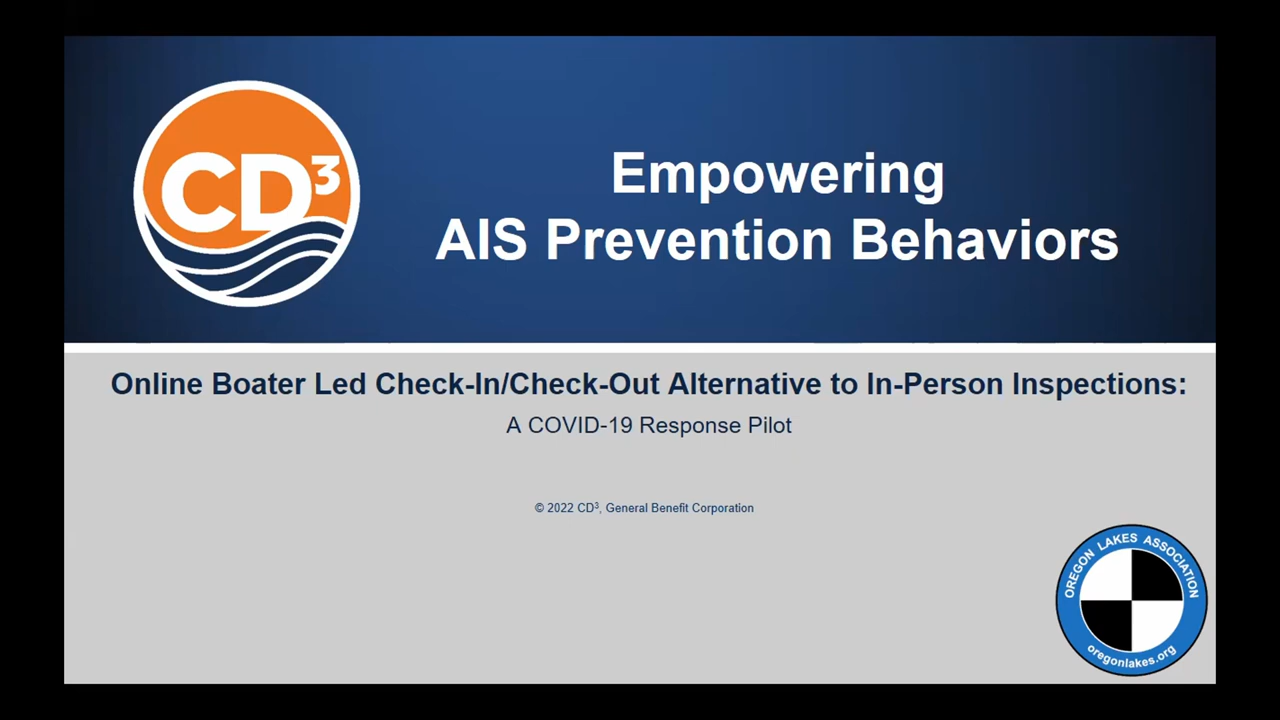 CD³
Empowering
AIS Prevention Behaviors
Online Boater Led Check-In/Check-Out Alternative to In-Person Inspections:
A COVID-19 Response Pilot
© 2022 CD³, General Benefit Corporation
OREGON LAKES ASSOCIATION
oregonlakes.org